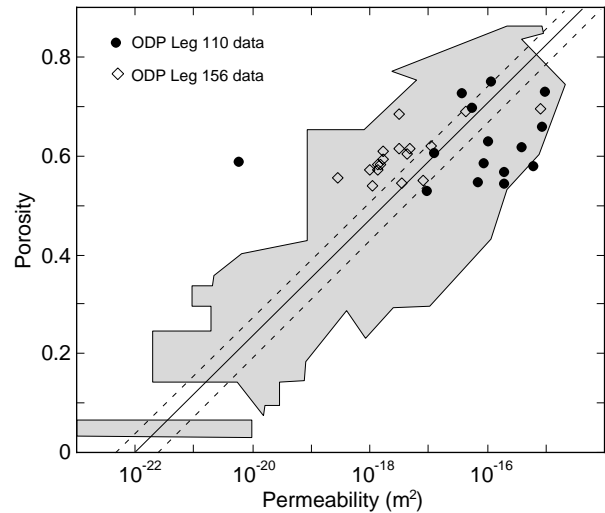 ODP Leg 110 data
ODP Leg 156 data
0.8
0.6
0.4
0.2
0
Porosity
10⁻²² 10⁻²⁰ 10⁻¹⁸ 10⁻¹⁶
Permeability (m²)